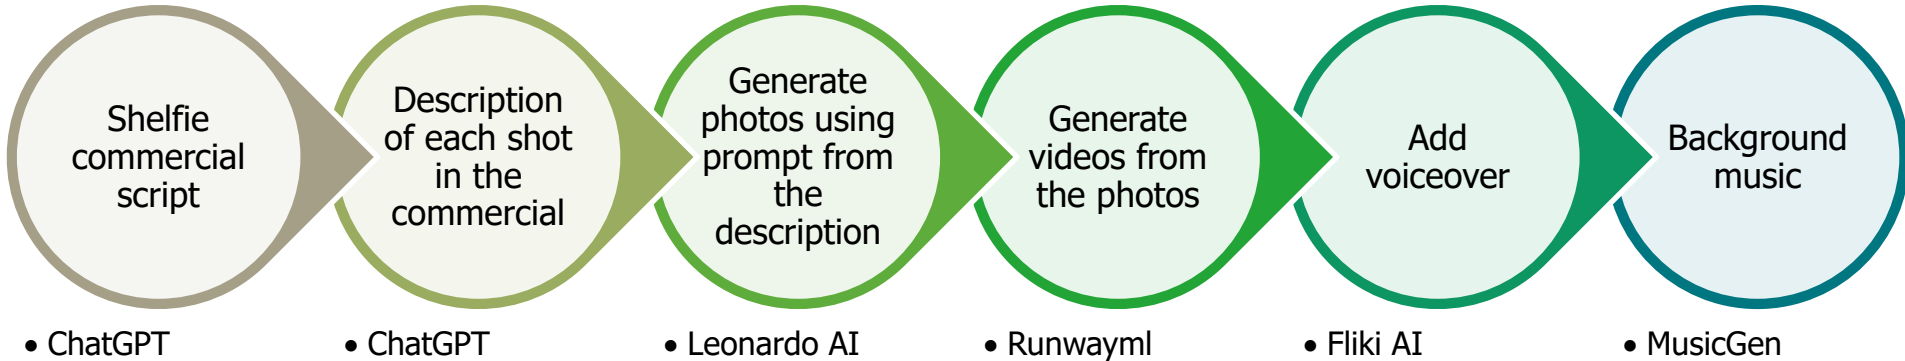 Shelfie
commercial
script
Description
of each shot
in the
commercial
Generate
photos using
prompt from
the
description
Generate
videos from
the photos
Add
voiceover
Background
music
• ChatGPT
• ChatGPT
• Leonardo AI
• Runwayml
• Fliki AI
• MusicGen